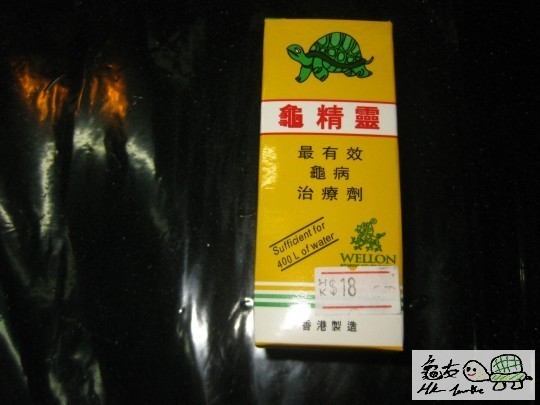 龜精靈
最有效
龜病
治療劑
Sufficient for
400 L of water
WELLON
$18
香港製造
龜友